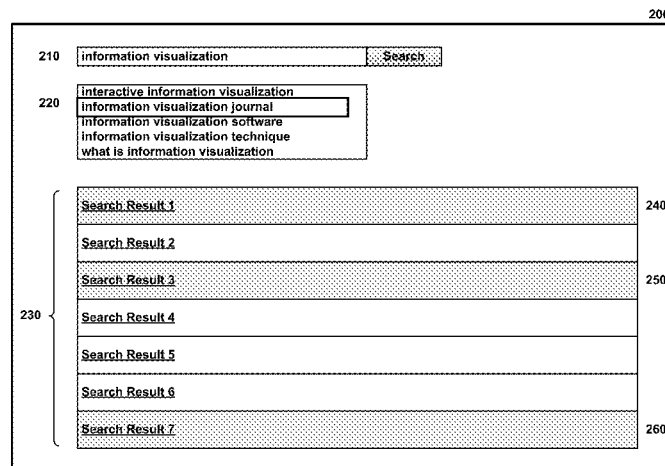 200
210
information visualization
Search
220
interactive information visualization
information visualization journal
information visualization software
information visualization technique
what is information visualization
230
Search Result 1
240
Search Result 2
Search Result 3
250
Search Result 4
Search Result 5
Search Result 6
Search Result 7
260